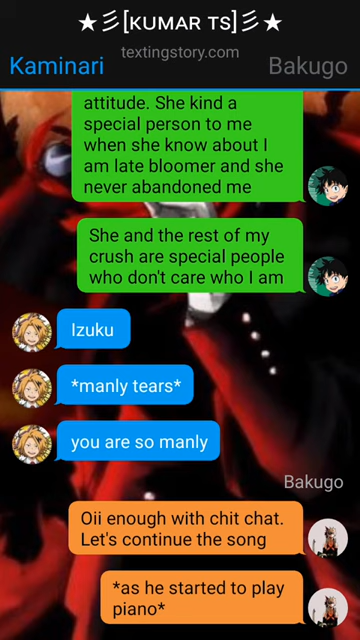 ★彡[ᴋᴜᴍᴀʀ ᴛs]彡★
textingstory.com
Kaminari
Bakugo
attitude. She kind a
special person to me
when she know about I
am late bloomer and she
never abandoned me
She and the rest of my
crush are special people
who don't care who I am
Izuku
*manly tears*
you are so manly
Bakugo
Oii enough with chit chat.
Let's continue the song
*as he started to play
piano*